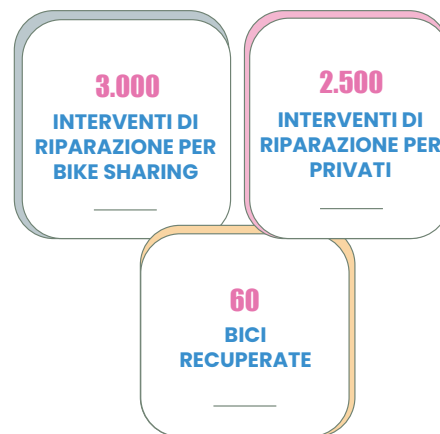 3.000
INTERVENTI DI
RIPARAZIONE PER
BIKE SHARING
2.500
INTERVENTI DI
RIPARAZIONE PER
PRIVATI
60
BICI
RECUPERATE